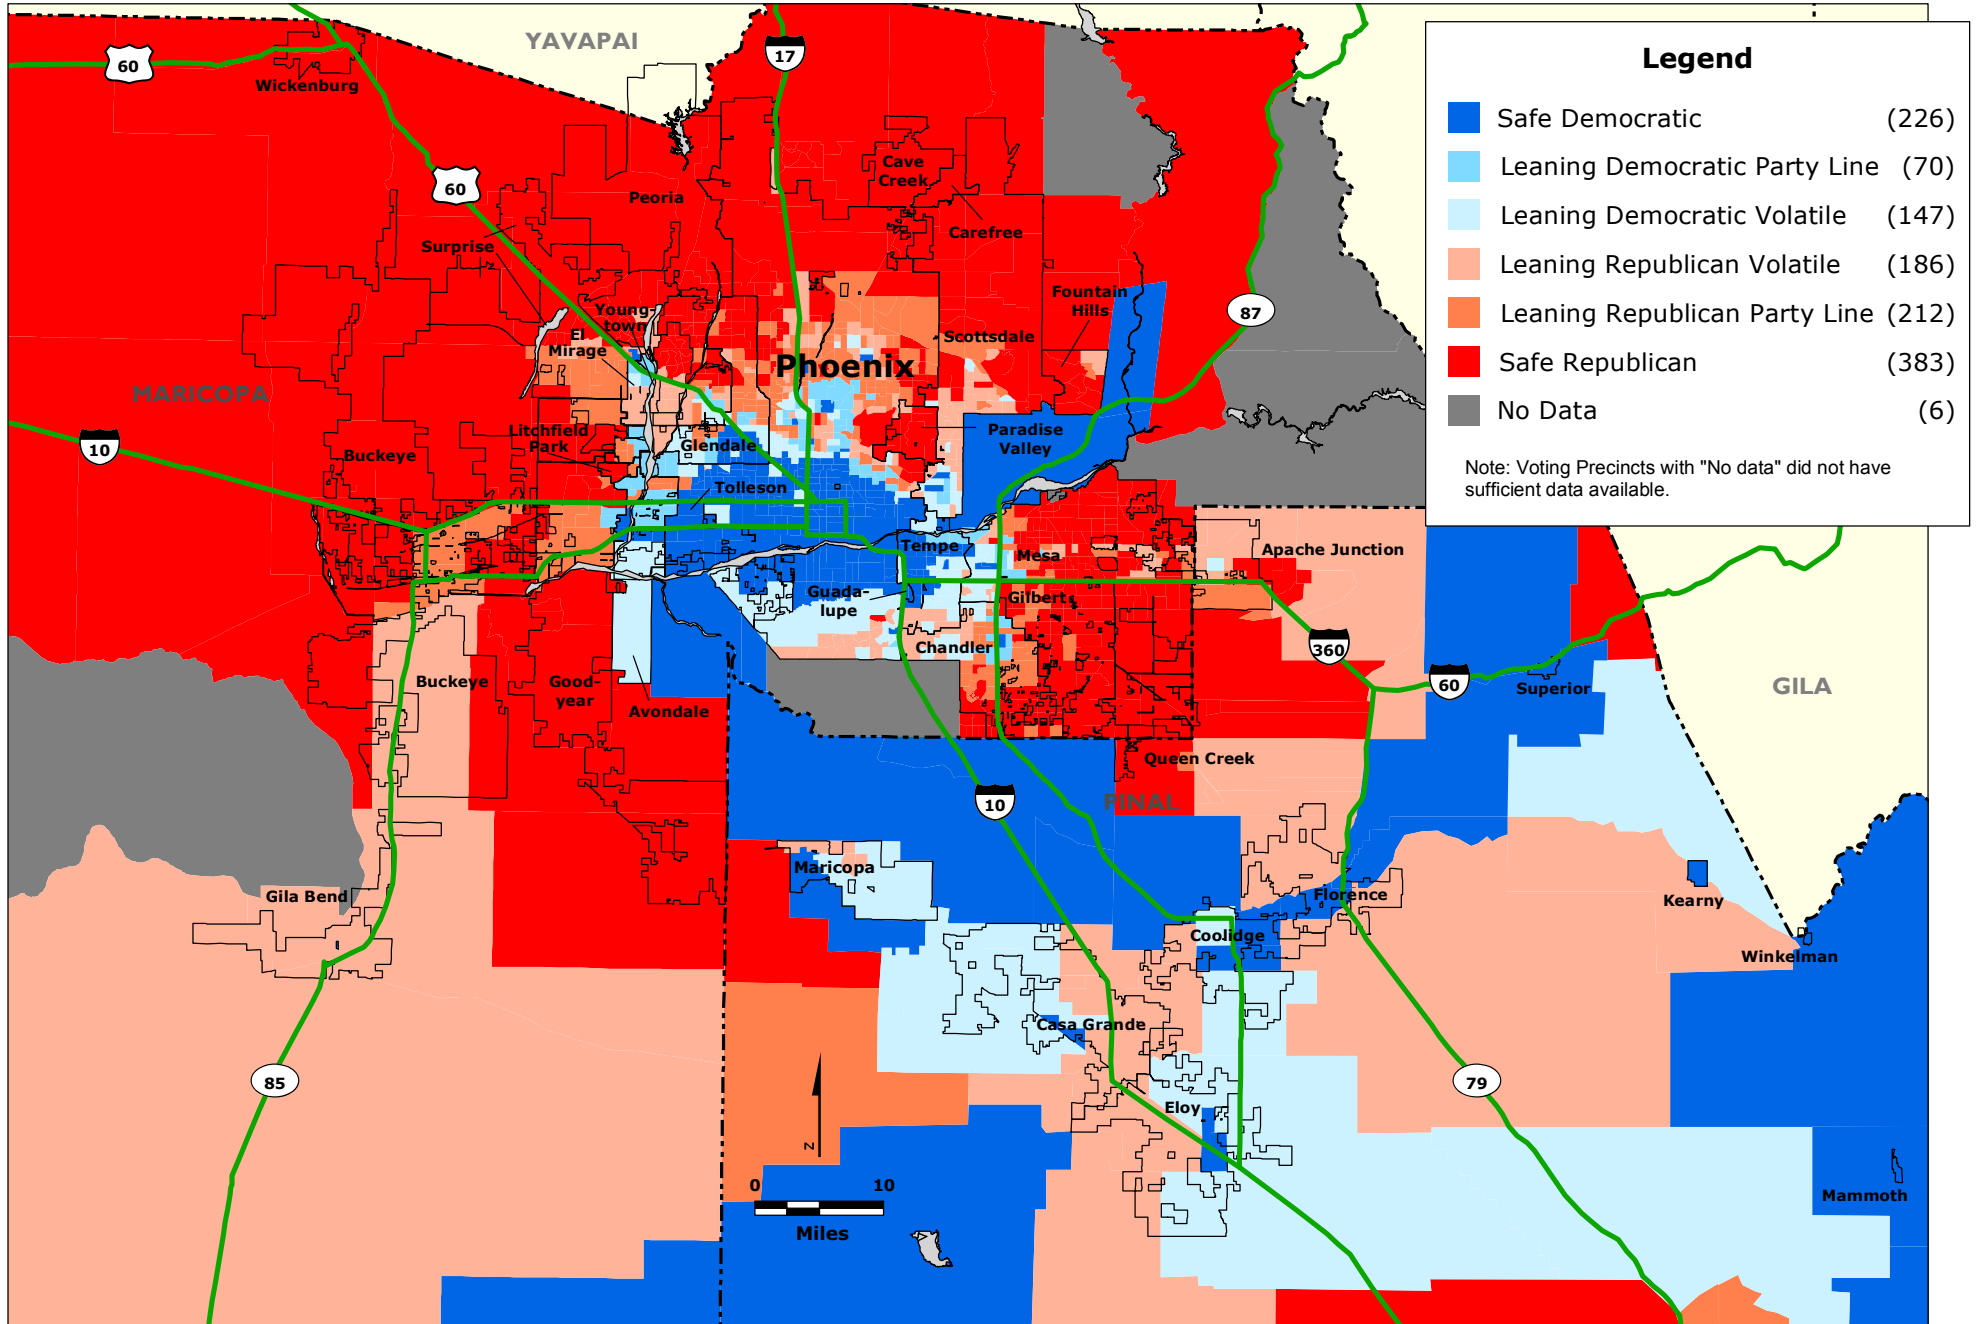 YAVAPAI
60
Wickenburg
17
Legend
Safe Democratic (226)
Leaning Democratic Party Line (70)
Leaning Democratic Volatile (147)
Leaning Republican Volatile (186)
Leaning Republican Party Line (212)
Safe Republican (383)
No Data (6)
Note: Voting Precincts with "No data" did not have
sufficient data available.
60
Peoria
Cave
Creek
Surprise
Carefree
Young-
town
El
Mirage
Fountain
Hills
87
Scottsdale
Phoenix
MARICOPA
10
Litchfield
Park
Buckeye
Glendale
Paradise
Valley
Tolleson
Tempe
Mesa
Apache Junction
Guada-
lupe
Gilbert
Chandler
360
60
Superior
GILA
Buckeye
Good-
year
Avondale
Queen Creek
10
PINAL
Maricopa
Gila Bend
Florence
Kearny
Coolidge
Winkelman
Casa Grande
85
79
Eloy
N
0 10
Miles
Mammoth